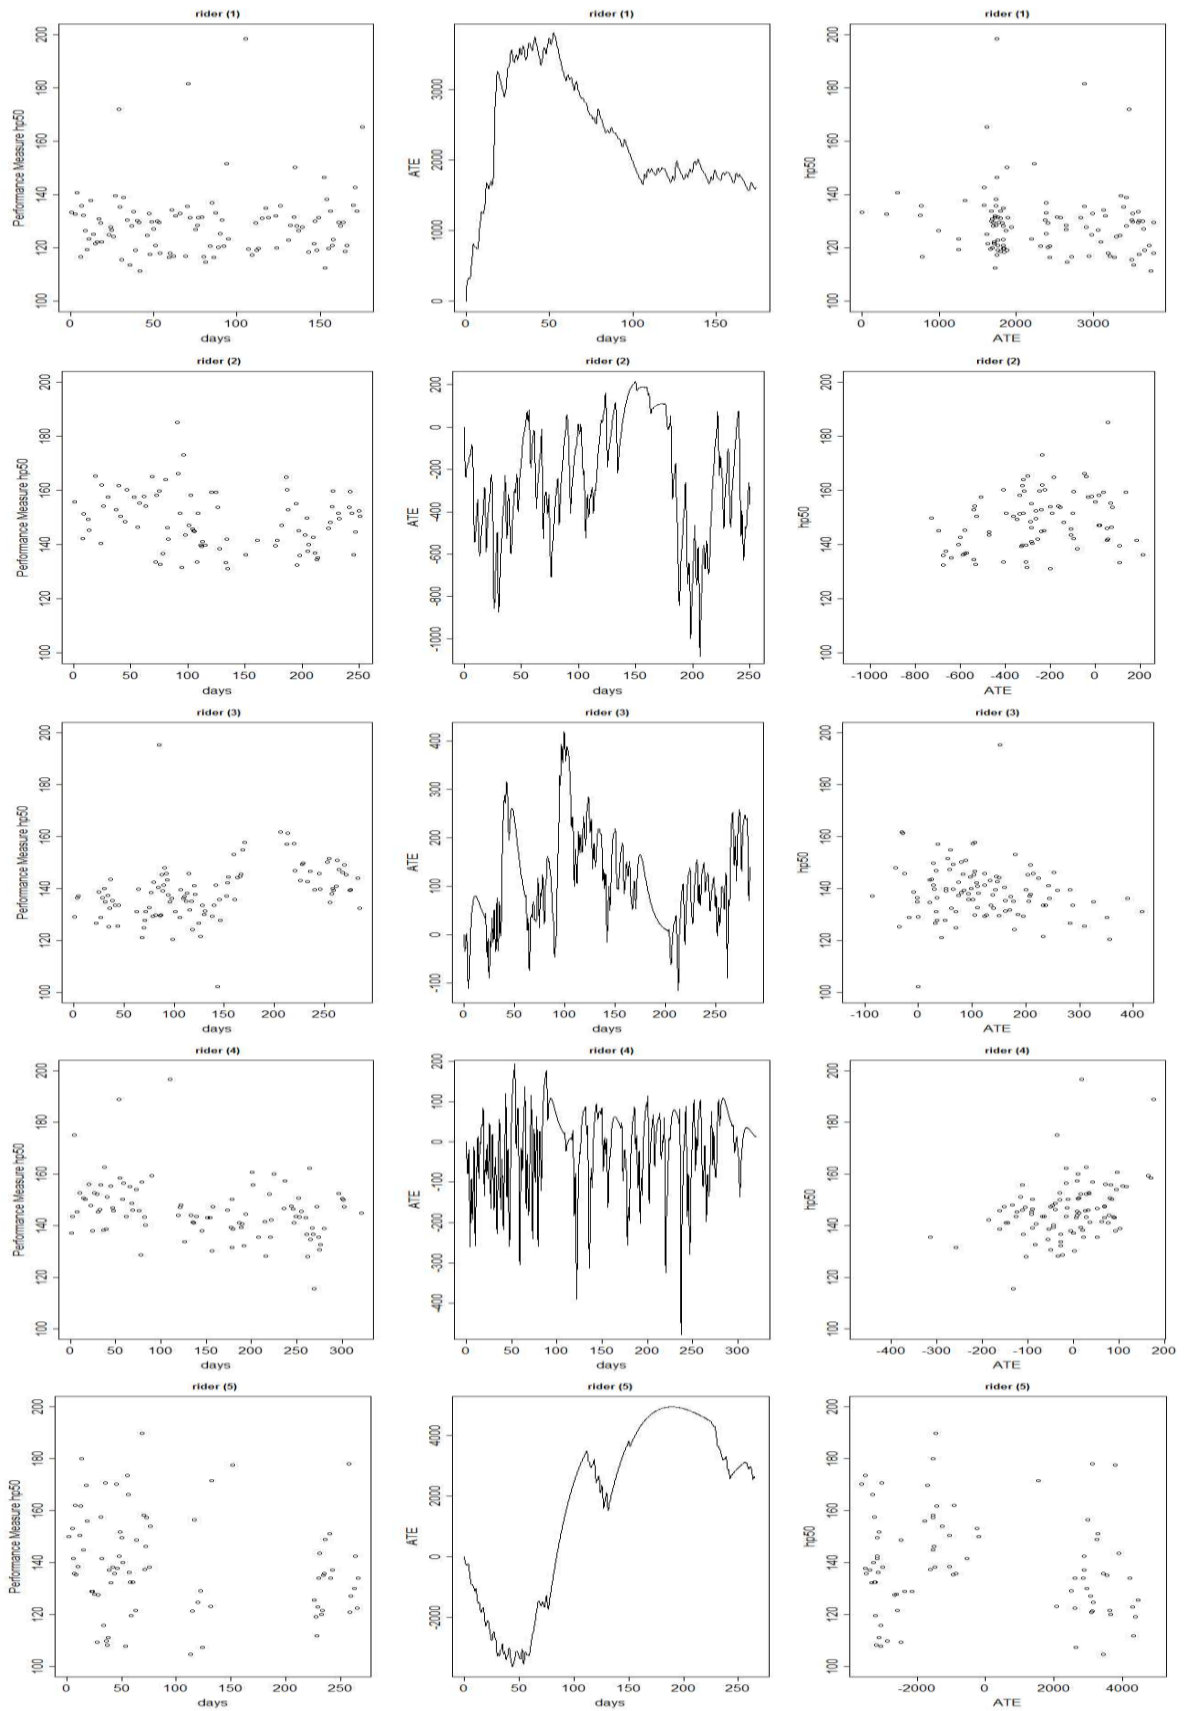 rider (1) rider (1) rider (1)
Performance Measure hp50
100 120 140 160 180 200
0 50 100 150
days
ATE
0 1000 2000 3000
0 50 100 150
days
hp50
100 120 140 160 180 200
0 1000 2000 3000
ATE
rider (2) rider (2) rider (2)
Performance Measure hp50
100 120 140 160 180 200
0 50 100 150 200 250
days
ATE
-1000 -800 -600 -400 -200 0 200
0 50 100 150 200 250
days
hp50
100 120 140 160 180 200
-1000 -800 -600 -400 -200 0 200
ATE
rider (3) rider (3) rider (3)
Performance Measure hp50
100 120 140 160 180 200
0 50 100 150 200 250
days
ATE
-100 0 100 200 300 400
0 50 100 150 200 250
days
hp50
100 120 140 160 180 200
-100 0 100 200 300 400
ATE
rider (4) rider (4) rider (4)
Performance Measure hp50
100 120 140 160 180 200
0 50 100 150 200 250 300
days
ATE
-400 -300 -200 -100 0 100 200
0 50 100 150 200 250 300
days
hp50
100 120 140 160 180 200
-400 -300 -200 -100 0 100 200
ATE
rider (5) rider (5) rider (5)
Performance Measure hp50
100 120 140 160 180 200
0 50 100 150 200 250
days
ATE
-2000 0 2000 4000
0 50 100 150 200 250
days
hp50
100 120 140 160 180 200
-2000 0 2000 4000
ATE